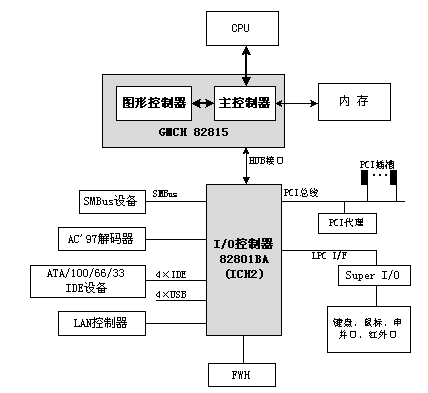 CPU
图形控制器
主控制器
GMCH 82815
内存
HUB接口
PCI插槽
SMBus设备
SMBus
PCI总线
PCI代理
AC'97解码器
I/O控制器
82801BA
(ICH2)
LPC I/F
ATA/100/66/33
IDE设备
4×IDE
Super I/O
4×USB
LAN控制器
键盘、鼠标、串
并口、红外口
FWH